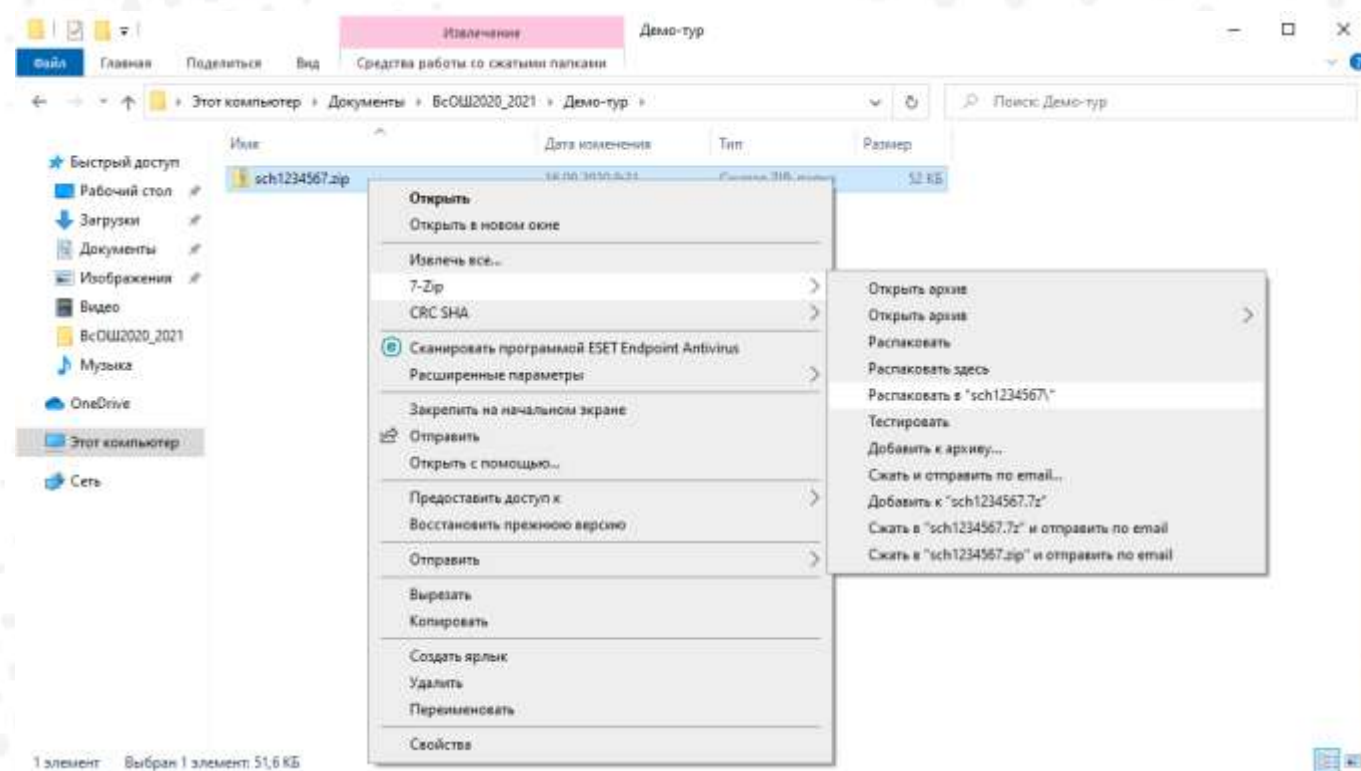 Извлечение
Демо-тур
Файл Главная Поделиться Вид Средства работы со сжатыми папками
Этот компьютер › Документы › ВсОШ2020_2021 › Демо-тур ›
Поиск: Демо-тур
Имя Дата изменения Тип Размер
sch1234567.zip 52 КБ
Быстрый доступ
Рабочий стол
Загрузки
Документы
Изображения
Видео
ВсОШ2020_2021
Музыка
OneDrive
Этот компьютер
Сеть
Открыть
Открыть в новом окне
Извлечь все...
7-Zip
CRC SHA
Сканировать программой ESET Endpoint Antivirus
Расширенные параметры
Закрепить на начальном экране
Отправить
Открыть с помощью...
Предоставить доступ к
Восстановить прежнюю версию
Отправить
Вырезать
Копировать
Создать ярлык
Удалить
Переименовать
Свойства
Открыть архив
Открыть архив
Распаковать
Распаковать здесь
Распаковать в "sch1234567\"
Тестировать
Добавить к архиву...
Сжать и отправить по email...
Добавить к "sch1234567.7z"
Сжать в "sch1234567.7z" и отправить по email
Сжать в "sch1234567.zip" и отправить по email
1 элемент Выбран 1 элемент: 51,6 КБ